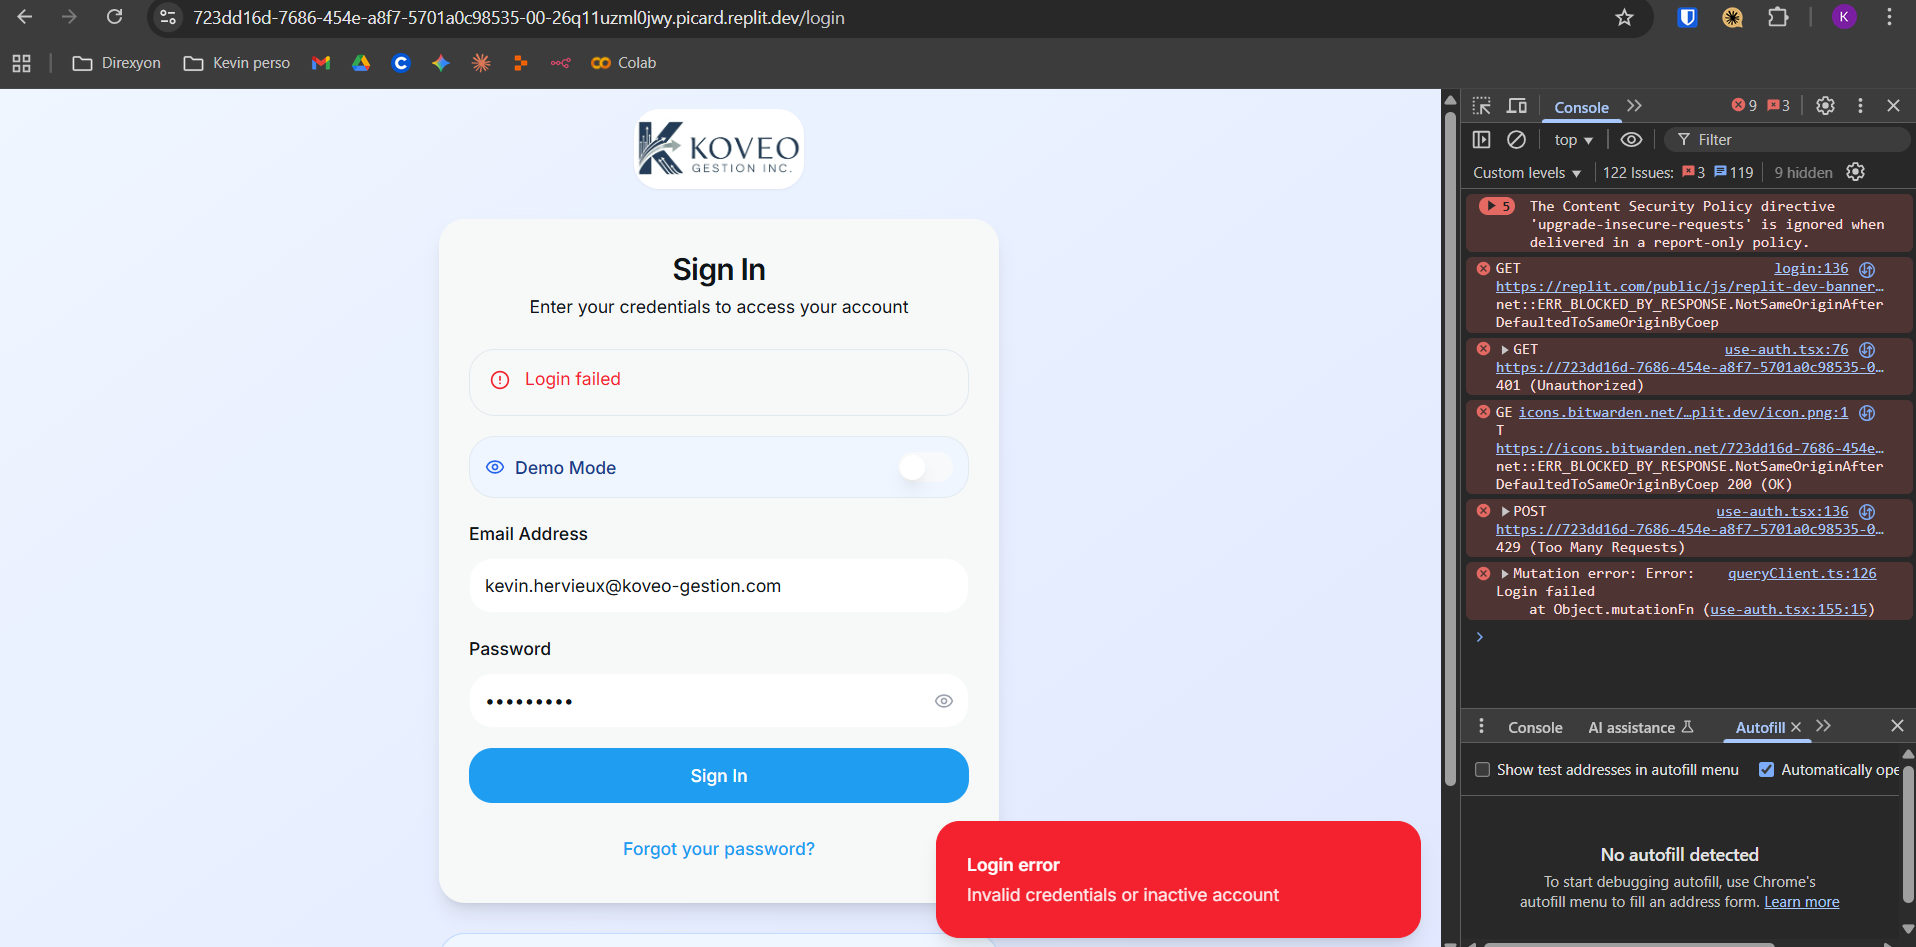 723dd16d-7686-454e-a8f7-5701a0c98535-00-26q11uzml0jwy.picard.replit.dev/login
K
Direxyon
Kevin perso
Colab
KOVEO
GESTION INC.
Sign In
Enter your credentials to access your account
Login failed
Demo Mode
Email Address
kevin.hervieux@koveo-gestion.com
Password
•••••••••
Sign In
Forgot your password?
Login error
Invalid credentials or inactive account
Console
9
3
top
Filter
Custom levels
122 Issues:
3
119
9 hidden
5
The Content Security Policy directive
'upgrade-insecure-requests' is ignored when
delivered in a report-only policy.
GET login:136
https://replit.com/public/js/replit-dev-banner…
net::ERR_BLOCKED_BY_RESPONSE.NotSameOriginAfter
DefaultedToSameOriginByCoep
GET use-auth.tsx:76
https://723dd16d-7686-454e-a8f7-5701a0c98535-0…
401 (Unauthorized)
GE icons.bitwarden.net/…plit.dev/icon.png:1
T
https://icons.bitwarden.net/723dd16d-7686-454e…
net::ERR_BLOCKED_BY_RESPONSE.NotSameOriginAfter
DefaultedToSameOriginByCoep 200 (OK)
POST use-auth.tsx:136
https://723dd16d-7686-454e-a8f7-5701a0c98535-0…
429 (Too Many Requests)
Mutation error: Error: queryClient.ts:126
Login failed
at Object.mutationFn (use-auth.tsx:155:15)
Console
AI assistance
Autofill
Show test addresses in autofill menu
Automatically ope
No autofill detected
To start debugging autofill, use Chrome's
autofill menu to fill an address form. Learn more